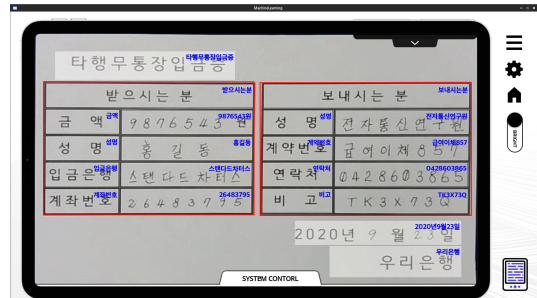 MachineLearning
타행무통장입금증 타행무통장입금증
받으시는 분 받으시는분
금 액 금액 9876543 원 9876543원
성 명 성명 홍 길 동 홍길동
입금은행 입금은행 스탠다드차타스 스탠다드차타스
계좌번호 계좌번호 26483795 26483795
보내시는 분 보내시는분
성 명 성명 전자통신연구원 전자통신연구원
계약번호 계약번호 급여이체857 급여이체857
연락처 연락처 0428603865 0428603865
비 고 비고 TK3X73Q TK3X73Q
2020년 9월 23일 2020년9월23일
우리은행 우리은행
SYSTEM CONTORL
BRIGHT